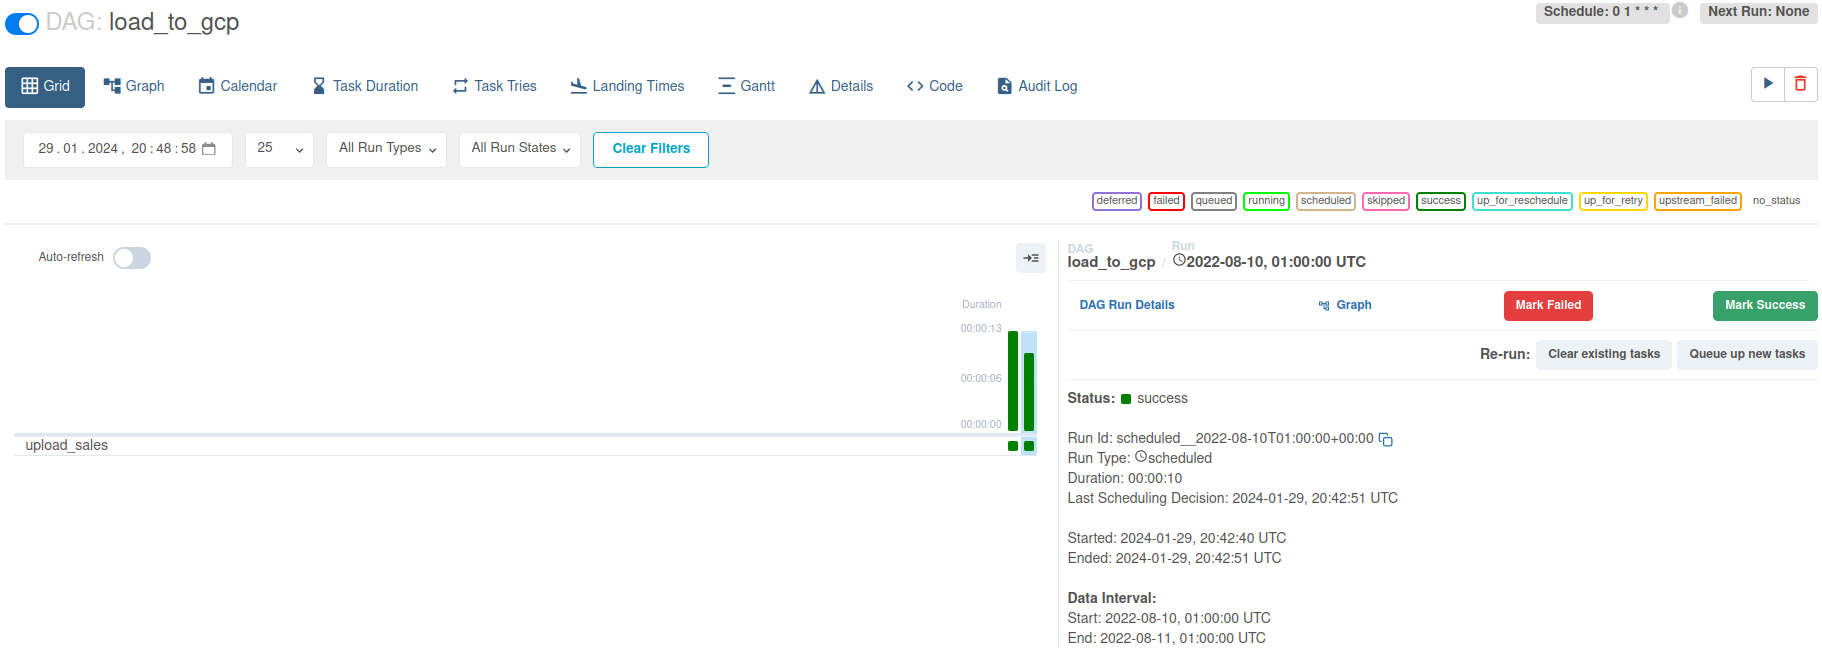 DAG: load_to_gcp
Schedule: 0 1 * * *
Next Run: None
Grid
Graph
Calendar
Task Duration
Task Tries
Landing Times
Gantt
Details
Code
Audit Log
29 . 01 . 2024 , 20 : 48 : 58
25
All Run Types
All Run States
Clear Filters
deferred
failed
queued
running
scheduled
skipped
success
up_for_reschedule
up_for_retry
upstream_failed
no_status
Auto-refresh
Duration
00:00:13
00:00:06
00:00:00
upload_sales
DAG
load_to_gcp
/
Run
2022-08-10, 01:00:00 UTC
DAG Run Details
Graph
Mark Failed
Mark Success
Re-run:
Clear existing tasks
Queue up new tasks
Status: success
Run Id: scheduled__2022-08-10T01:00:00+00:00
Run Type: scheduled
Duration: 00:00:10
Last Scheduling Decision: 2024-01-29, 20:42:51 UTC
Started: 2024-01-29, 20:42:40 UTC
Ended: 2024-01-29, 20:42:51 UTC
Data Interval:
Start: 2022-08-10, 01:00:00 UTC
End: 2022-08-11, 01:00:00 UTC